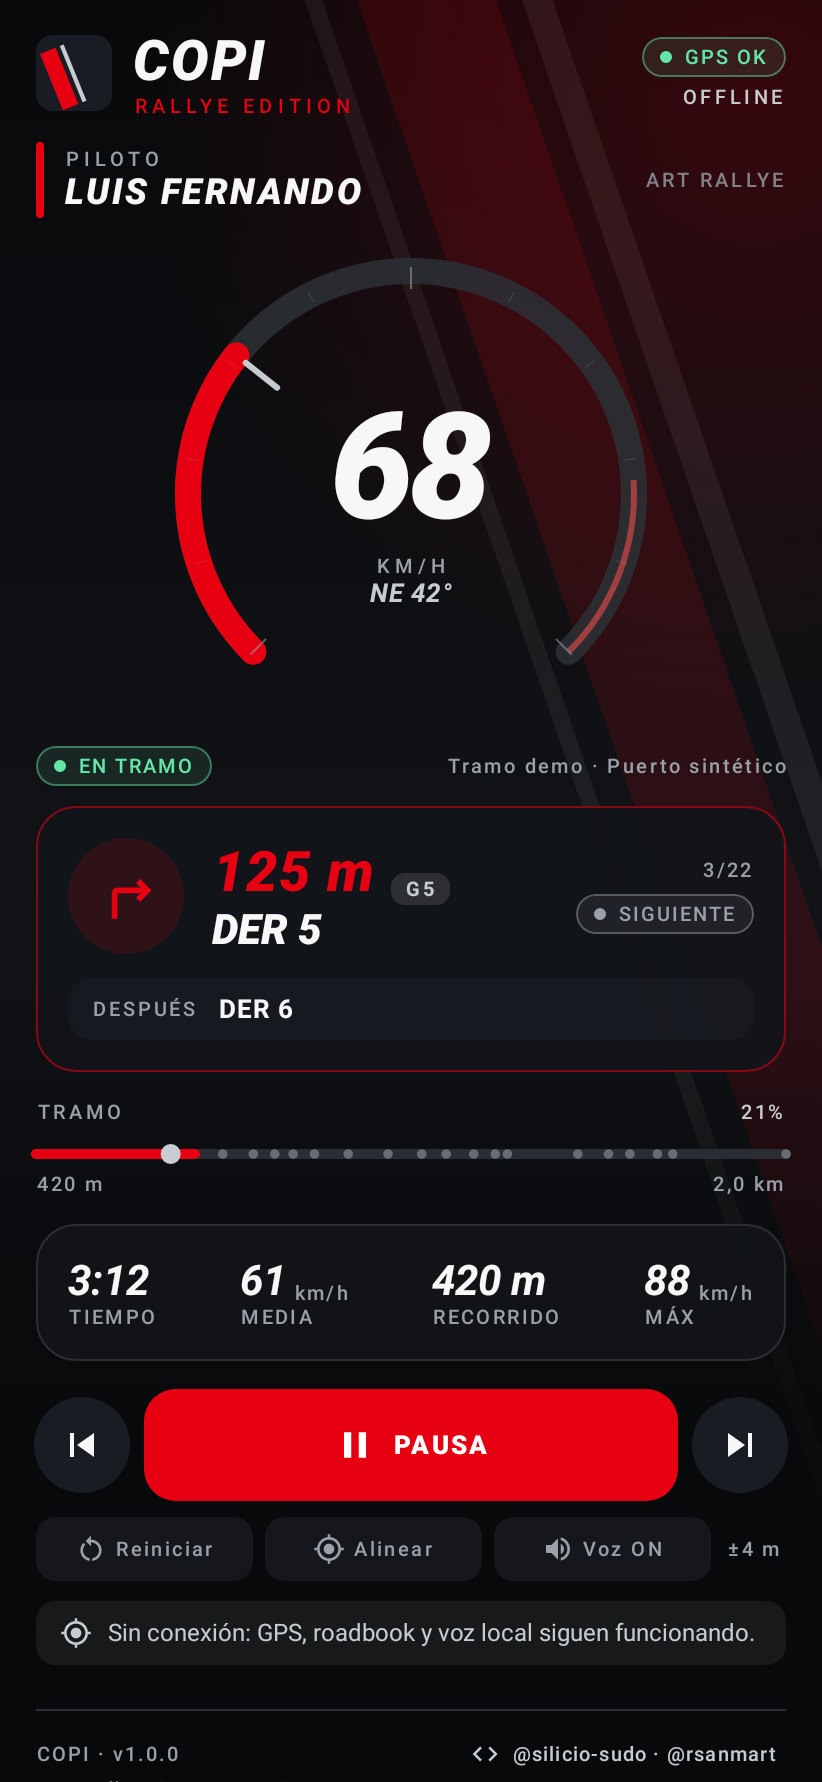 COPI
RALLYE EDITION
GPS OK
OFFLINE
PILOTO
LUIS FERNANDO
ART RALLYE
68
KM/H
NE 42°
EN TRAMO
Tramo demo · Puerto sintético
125 m
G5
DER 5
3/22
SIGUIENTE
DESPUÉS DER 6
TRAMO
21%
420 m
2,0 km
3:12
TIEMPO
61 km/h
MEDIA
420 m
RECORRIDO
88 km/h
MÁX
PAUSA
Reiniciar
Alinear
Voz ON
±4 m
Sin conexión: GPS, roadbook y voz local siguen funcionando.
COPI · v1.0.0
@silicio-sudo · @rsanmart